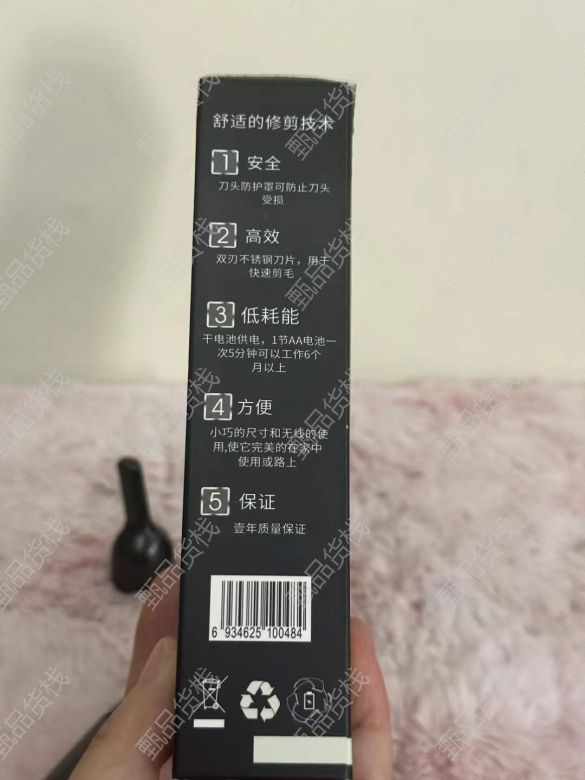 舒适的修剪技术
1 安全
刀头防护罩可防止刀头
受损
2 高效
双刃不锈钢刀片，用于
快速剪毛
3 低耗能
干电池供电，1节AA电池一
次5分钟可以工作6个
月以上
4 方便
小巧的尺寸和无线的使
用,使它完美的在家中
使用或路上
5 保证
壹年质量保证
6 934625 100484
甄品货栈